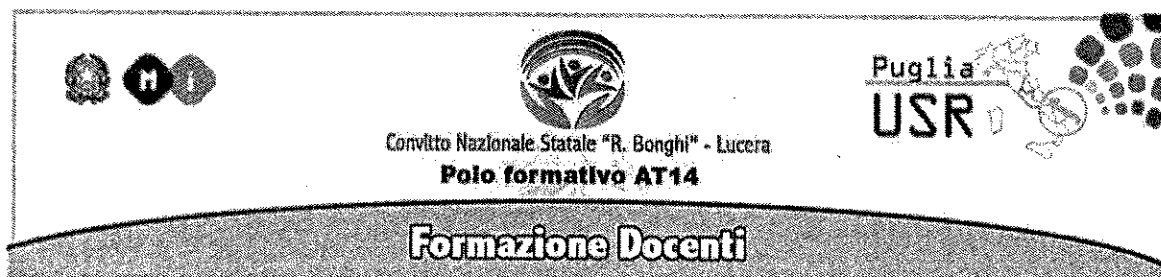 M I
Puglia
USR
Convitto Nazionale Statale "R. Bonghi" - Lucera
Polo formativo AT14
Formazione Docenti